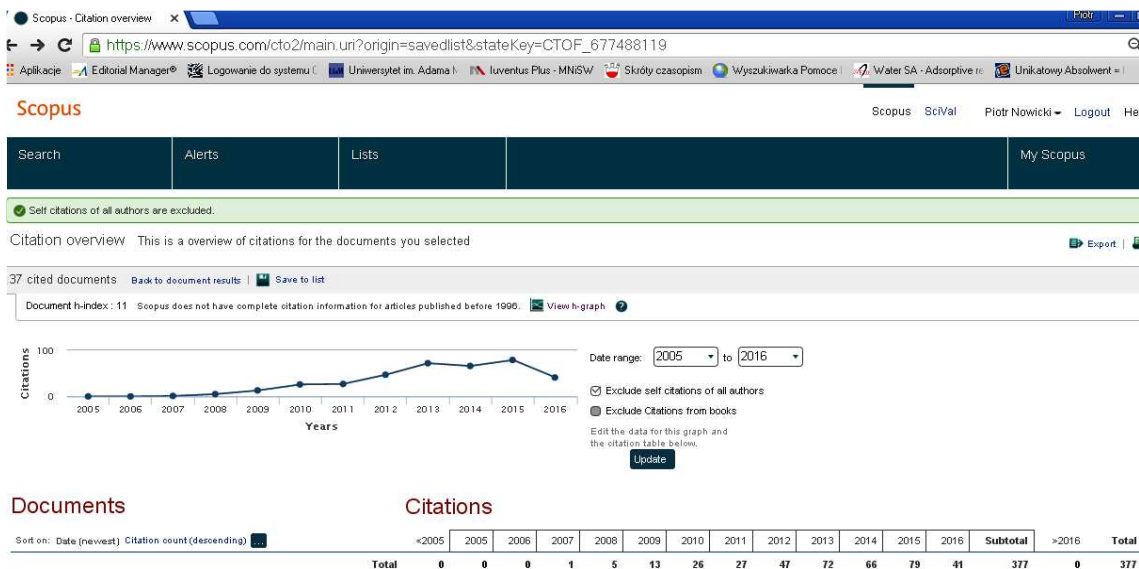 Scopus - Citation overview
Piotr
https://www.scopus.com/cto2/main.uri?origin=savedlist&stateKey=CTOF_677488119
Aplikacje Editorial Manager® Logowanie do systemu Uniwersytet im. Adama Iuventus Plus - MNiSW Skróty czasopism Wyszukiwarka Pomoce Water SA - Adsorptive re Unikatowy Absolwent =
Scopus
Scopus SciVal Piotr Nowicki Logout He
Search Alerts Lists My Scopus
Self citations of all authors are excluded.
Citation overview This is a overview of citations for the documents you selected
Export |
37 cited documents Back to document results | Save to list
Document h-index : 11 Scopus does not have complete citation information for articles published before 1996. View h-graph ?
Citations
100
0
2005 2006 2007 2008 2009 2010 2011 2012 2013 2014 2015 2016
Years
Date range: 2005 to 2016
Exclude self citations of all authors
Exclude Citations from books
Edit the data for this graph and
the citation table below.
Update
Documents Citations
Sort on: Date (newest) Citation count (descending) ... <2005 2005 2006 2007 2008 2009 2010 2011 2012 2013 2014 2015 2016 Subtotal >2016 Total
Total 0 0 0 1 5 13 26 27 47 72 66 79 41 377 0 377